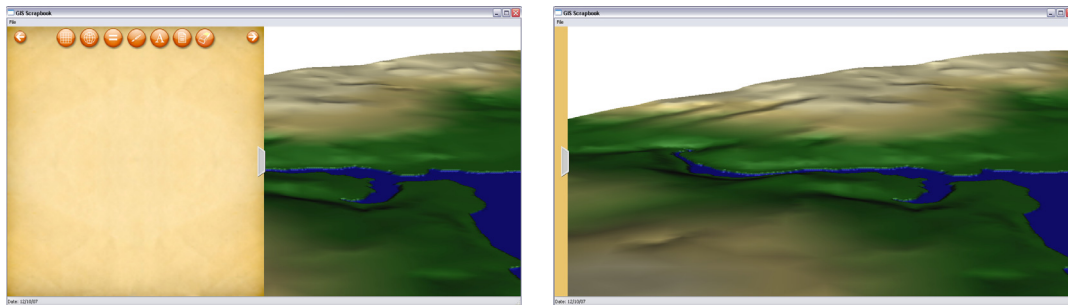 GIS Scrapbook
File
A
Date: 12/10/07
GIS Scrapbook
File
Date: 12/10/07